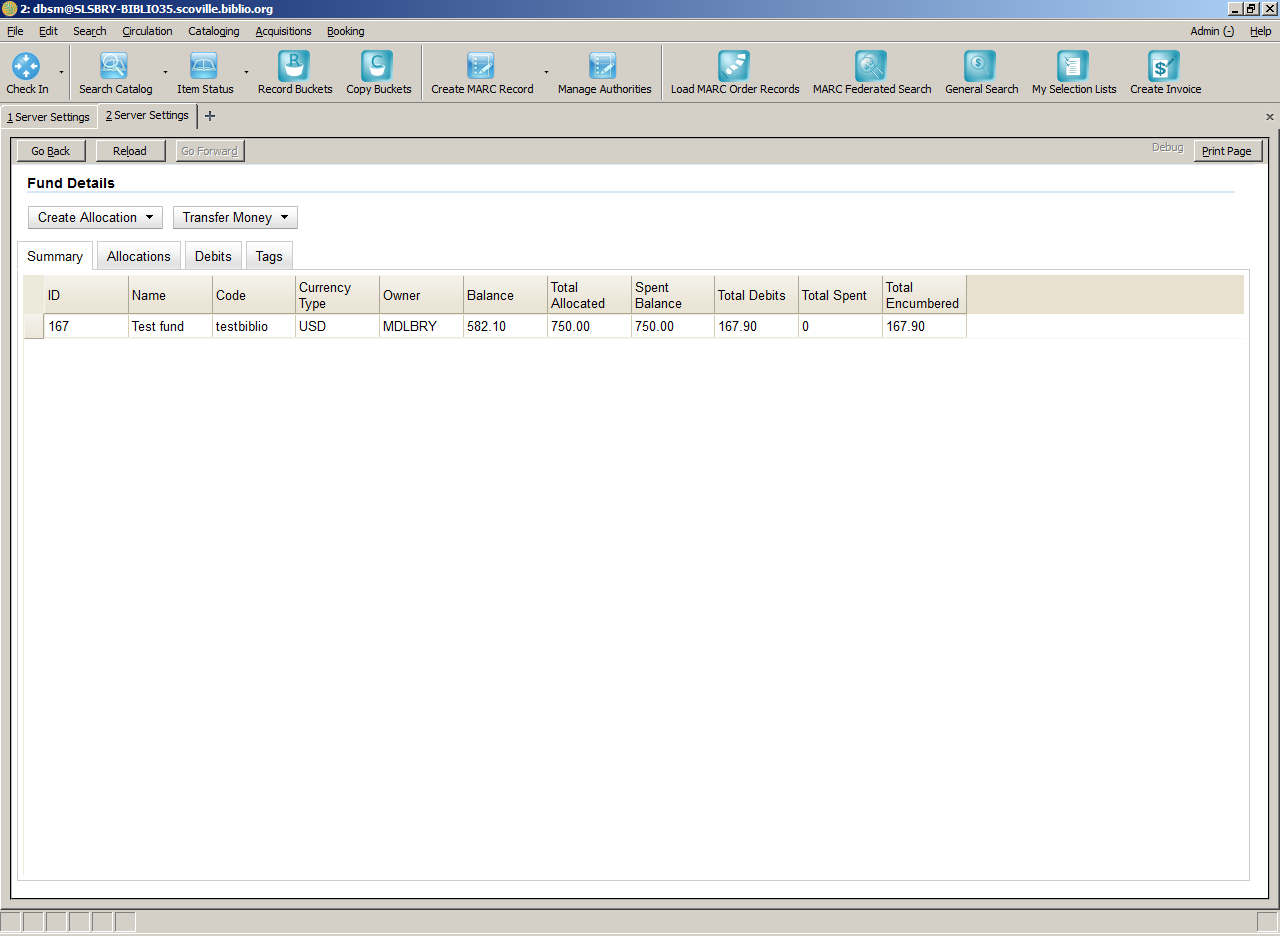 2: dbsm@SLSBRY-BIBLIO35.scoville.biblio.org
File Edit Search Circulation Cataloging Acquisitions Booking Admin (-) Help
Check In Search Catalog Item Status Record Buckets Copy Buckets Create MARC Record Manage Authorities Load MARC Order Records MARC Federated Search General Search My Selection Lists Create Invoice
1 Server Settings 2 Server Settings
Go Back Reload Go Forward Debug Print Page
Fund Details
Create Allocation Transfer Money
Summary Allocations Debits Tags
ID Name Code Currency Type Owner Balance Total Allocated Spent Balance Total Debits Total Spent Total Encumbered
167 Test fund testbiblio USD MDLBRY 582.10 750.00 750.00 167.90 0 167.90